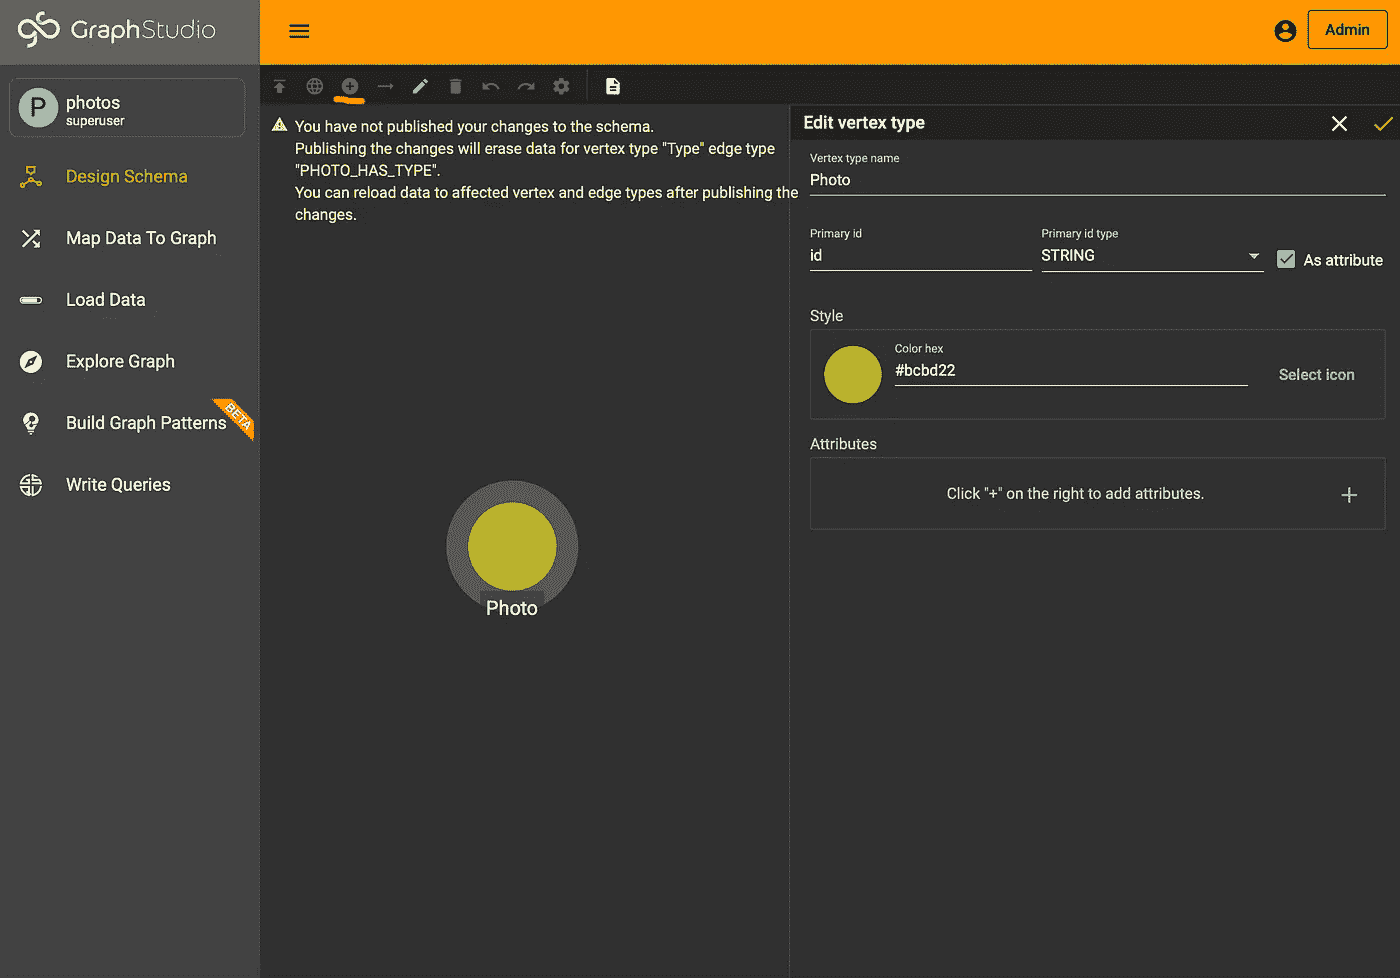 GraphStudio
Admin
P
photos
superuser
Design Schema
Map Data To Graph
Load Data
Explore Graph
Build Graph Patterns
BETA
Write Queries
You have not published your changes to the schema.
Publishing the changes will erase data for vertex type "Type" edge type
"PHOTO_HAS_TYPE".
You can reload data to affected vertex and edge types after publishing the
changes.
Photo
Edit vertex type
Vertex type name
Photo
Primary id
id
Primary id type
STRING
As attribute
Style
Color hex
#bcbd22
Select icon
Attributes
Click "+" on the right to add attributes.